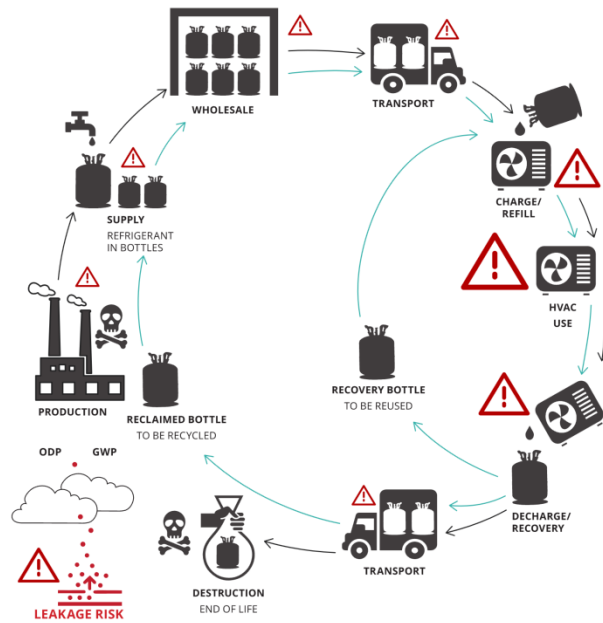 WHOLESALE
TRANSPORT
SUPPLY
REFRIGERANT
IN BOTTLES
CHARGE/
REFILL
HVAC
USE
PRODUCTION
RECLAIMED BOTTLE
TO BE RECYCLED
RECOVERY BOTTLE
TO BE REUSED
DECHARGE/
RECOVERY
ODP GWP
TRANSPORT
DESTRUCTION
END OF LIFE
LEAKAGE RISK